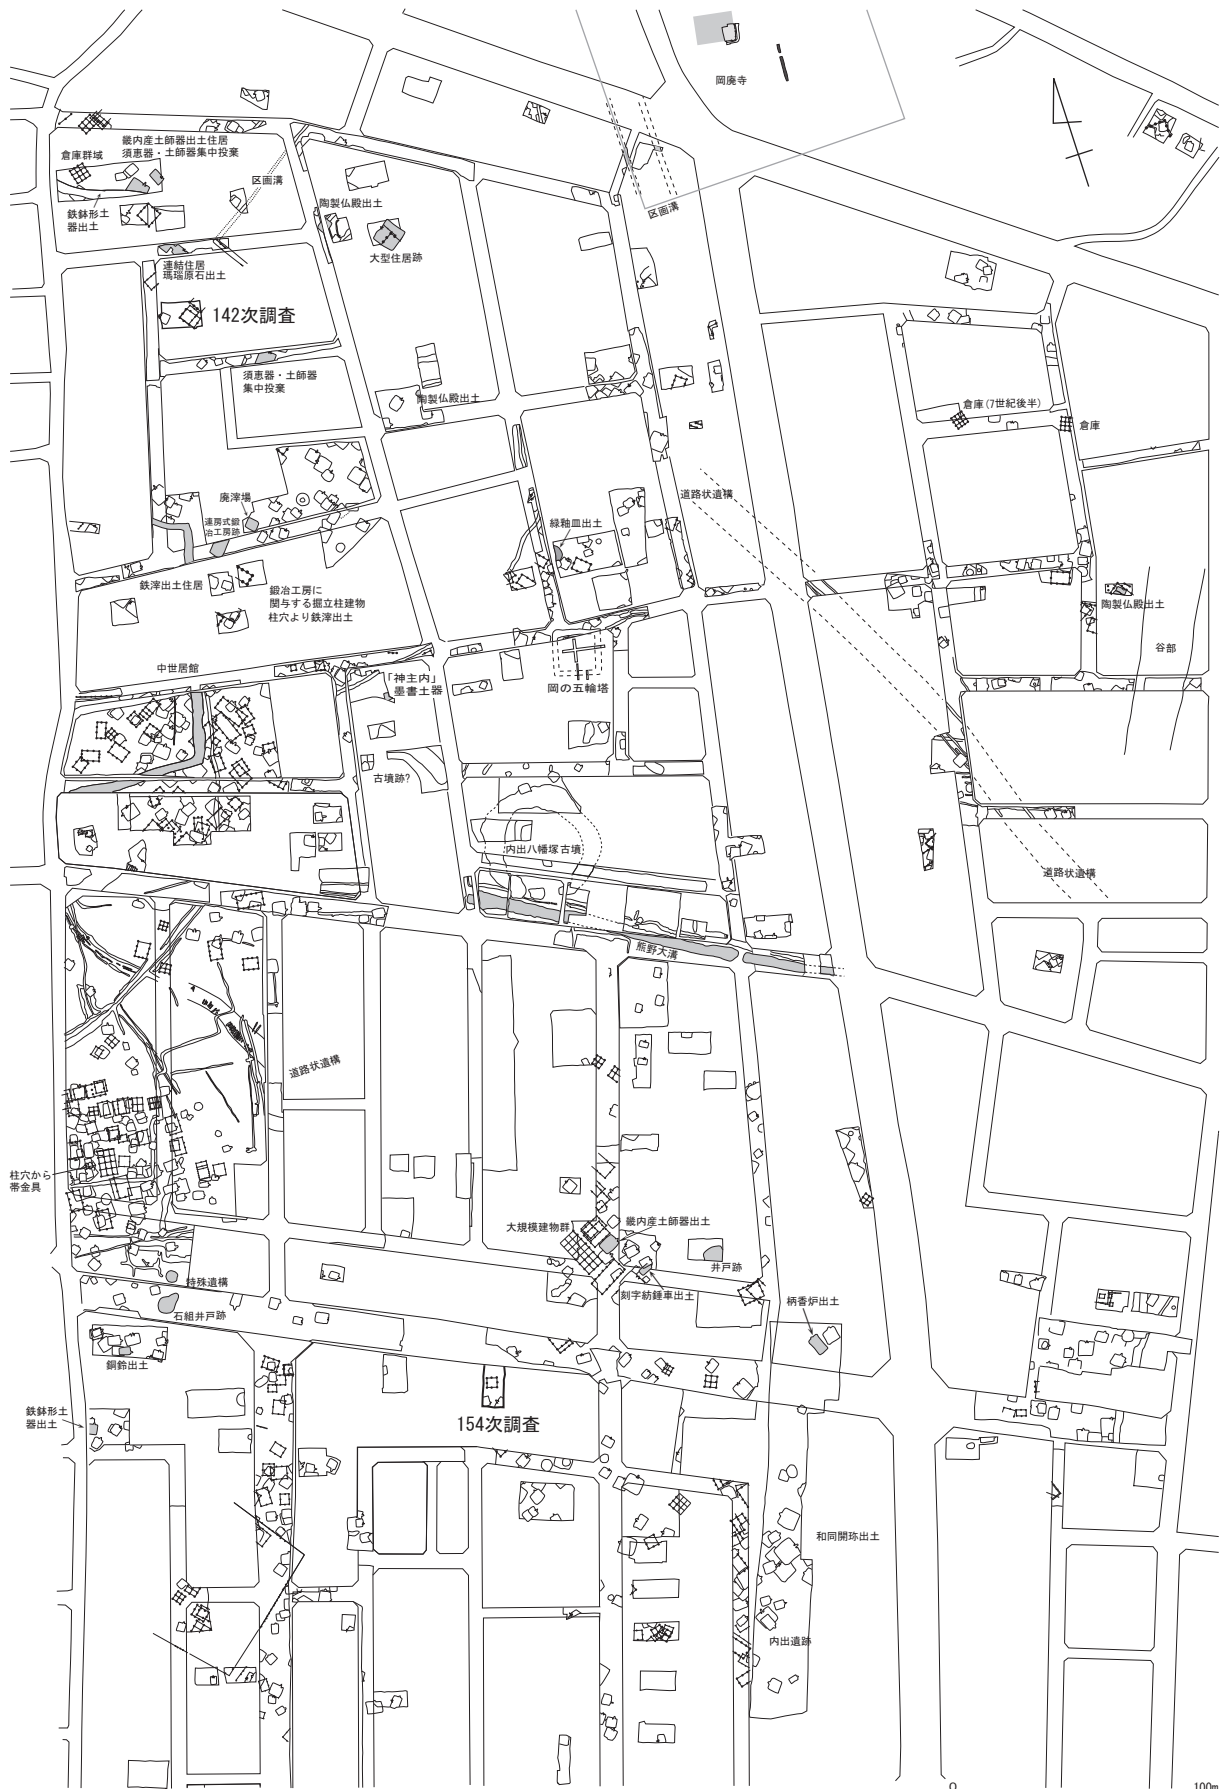 岡廃寺
畿内産土師器出土住居
須恵器・土師器集中投棄
倉庫群域
区画溝
鉄鉢形土
器出土
陶製仏殿出土
区画溝
大型住居跡
連結住居
瑪瑙原石出土
142次調査
須恵器・土師器
集中投棄
陶製仏殿出土
倉庫(7世紀後半)
倉庫
廃滓場
道路状遺構
連房式鍛
冶工房跡
緑釉皿出土
鉄滓出土住居
鍛冶工房に
関与する掘立柱建物
柱穴より鉄滓出土
陶製仏殿出土
谷部
中世居館
「神主内」
墨書土器
岡の五輪塔
古墳跡?
内出八幡塚古墳
道路状遺構
熊野大溝
道路状遺構
柱穴から
帯金具
大規模建物群
畿内産土師器出土
井戸跡
特殊遺構
刻字紡錘車出土
石組井戸跡
柄香炉出土
銅鈴出土
鉄鉢形土
器出土
154次調査
和同開珎出土
内出遺跡
0
100m